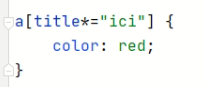 a[title*="ici"] {
    color: red;
}